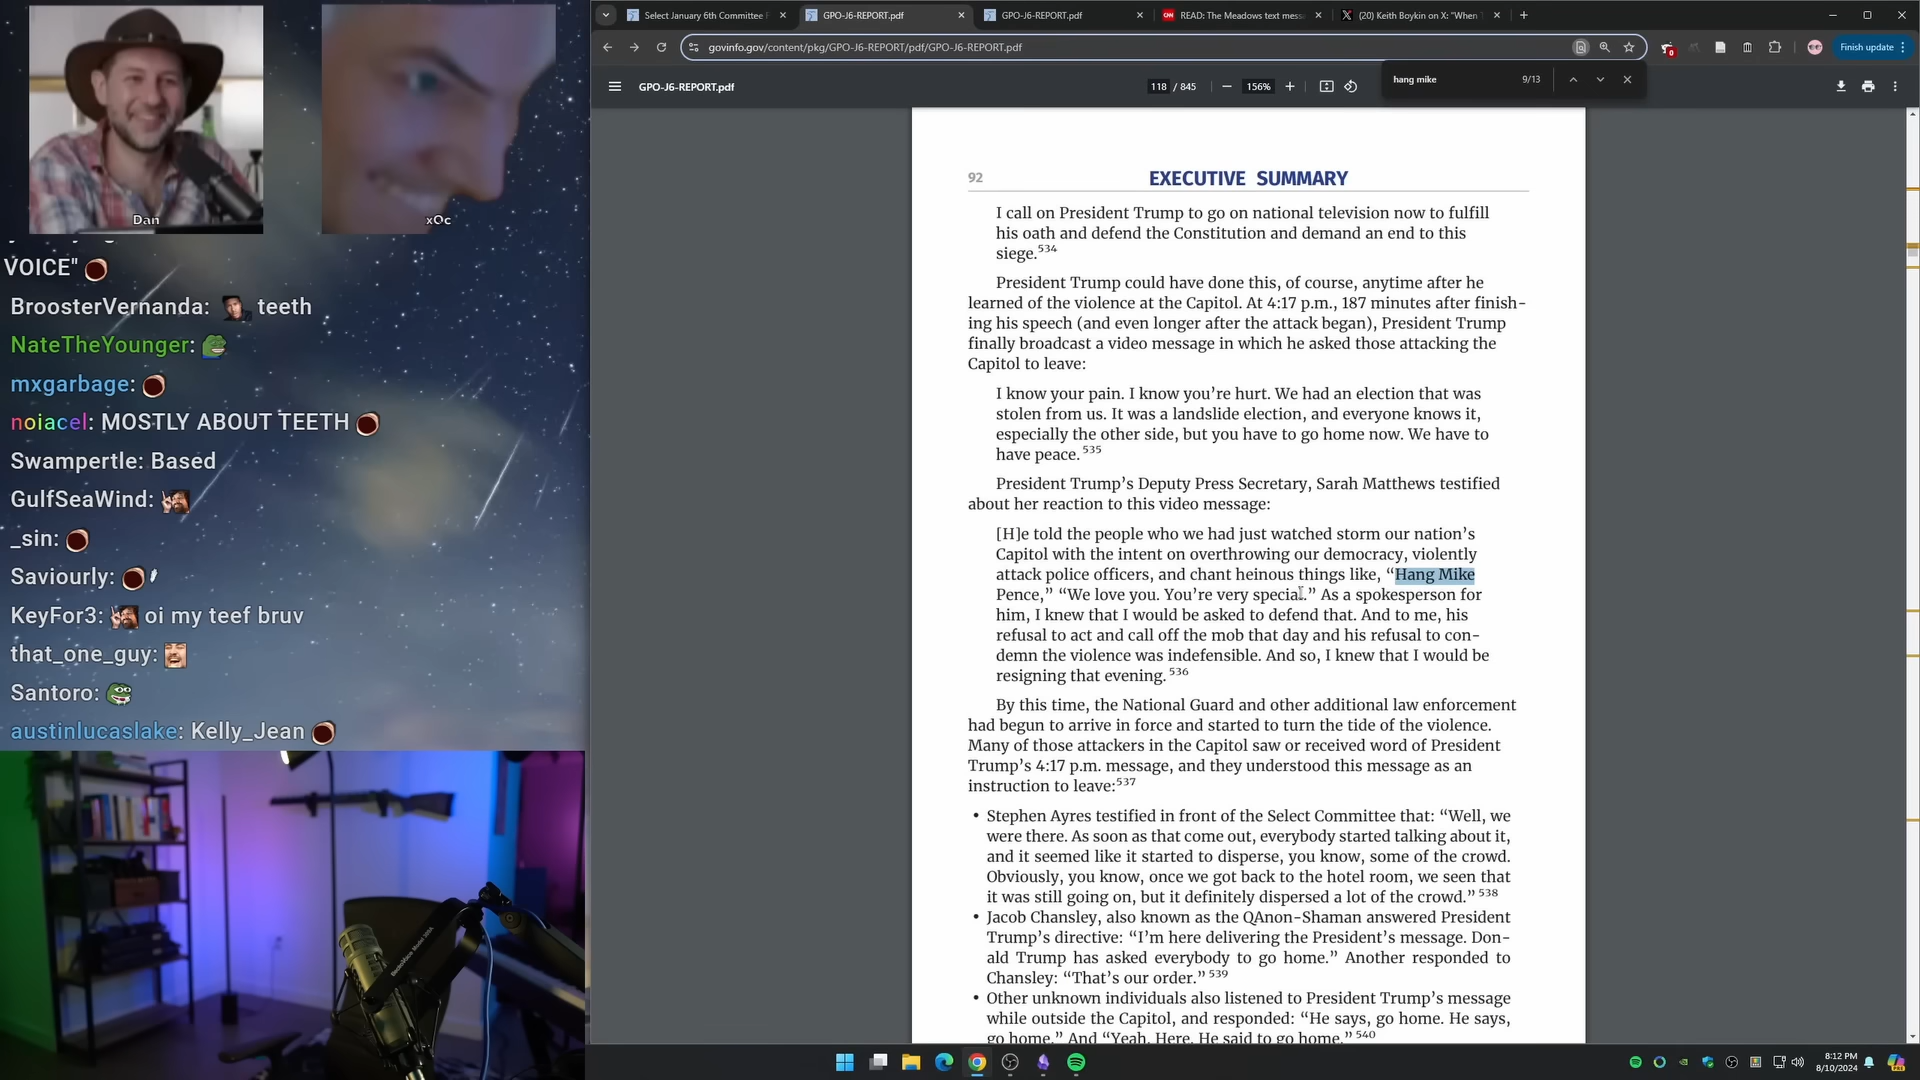 Select January 6th Committee F
GPO-J6-REPORT.pdf
GPO-J6-REPORT.pdf
READ: The Meadows text mess
(20) Keith Boykin on X: "When T
govinfo.gov/content/pkg/GPO-J6-REPORT/pdf/GPO-J6-REPORT.pdf
Finish update
hang mike
9/13
GPO-J6-REPORT.pdf
118 / 845
156%
Dan
xOc
VOICE"
BroosterVernanda: teeth
NateTheYounger:
mxgarbage:
noiacel: MOSTLY ABOUT TEETH
Swampertle: Based
GulfSeaWind:
_sin:
Saviourly:
KeyFor3: oi my teef bruv
that_one_guy:
Santoro:
austinlucaslake: Kelly_Jean
92
EXECUTIVE SUMMARY
I call on President Trump to go on national television now to fulfill
his oath and defend the Constitution and demand an end to this
siege.534
President Trump could have done this, of course, anytime after he
learned of the violence at the Capitol. At 4:17 p.m., 187 minutes after finish-
ing his speech (and even longer after the attack began), President Trump
finally broadcast a video message in which he asked those attacking the
Capitol to leave:
I know your pain. I know you’re hurt. We had an election that was
stolen from us. It was a landslide election, and everyone knows it,
especially the other side, but you have to go home now. We have to
have peace.535
President Trump’s Deputy Press Secretary, Sarah Matthews testified
about her reaction to this video message:
[H]e told the people who we had just watched storm our nation’s
Capitol with the intent on overthrowing our democracy, violently
attack police officers, and chant heinous things like, “Hang Mike
Pence,” “We love you. You’re very special.” As a spokesperson for
him, I knew that I would be asked to defend that. And to me, his
refusal to act and call off the mob that day and his refusal to con-
demn the violence was indefensible. And so, I knew that I would be
resigning that evening.536
By this time, the National Guard and other additional law enforcement
had begun to arrive in force and started to turn the tide of the violence.
Many of those attackers in the Capitol saw or received word of President
Trump’s 4:17 p.m. message, and they understood this message as an
instruction to leave:537
• Stephen Ayres testified in front of the Select Committee that: “Well, we
were there. As soon as that come out, everybody started talking about it,
and it seemed like it started to disperse, you know, some of the crowd.
Obviously, you know, once we got back to the hotel room, we seen that
it was still going on, but it definitely dispersed a lot of the crowd.”538
• Jacob Chansley, also known as the QAnon-Shaman answered President
Trump’s directive: “I’m here delivering the President’s message. Don-
ald Trump has asked everybody to go home.” Another responded to
Chansley: “That’s our order.”539
• Other unknown individuals also listened to President Trump’s message
while outside the Capitol, and responded: “He says, go home. He says,
go home.” And “Yeah. Here. He said to go home.”540
8:12 PM
8/10/2024